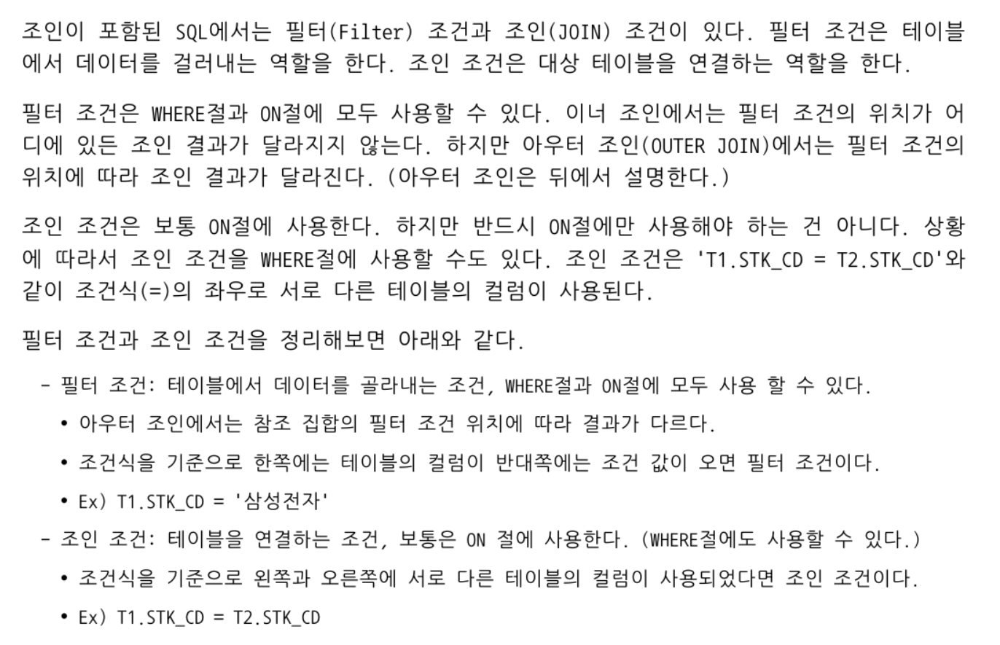 조인이 포함된 SQL에서는 필터(Filter) 조건과 조인(JOIN) 조건이 있다. 필터 조건은 테이블
에서 데이터를 걸러내는 역할을 한다. 조인 조건은 대상 테이블을 연결하는 역할을 한다.
필터 조건은 WHERE절과 ON절에 모두 사용할 수 있다. 이너 조인에서는 필터 조건의 위치가 어
디에 있든 조인 결과가 달라지지 않는다. 하지만 아우터 조인(OUTER JOIN)에서는 필터 조건의
위치에 따라 조인 결과가 달라진다. (아우터 조인은 뒤에서 설명한다.)
조인 조건은 보통 ON절에 사용한다. 하지만 반드시 ON절에만 사용해야 하는 건 아니다. 상황
에 따라서 조인 조건을 WHERE절에 사용할 수도 있다. 조인 조건은 'T1.STK_CD = T2.STK_CD'와
같이 조건식(=)의 좌우로 서로 다른 테이블의 컬럼이 사용된다.
필터 조건과 조인 조건을 정리해보면 아래와 같다.
– 필터 조건: 테이블에서 데이터를 골라내는 조건, WHERE절과 ON절에 모두 사용 할 수 있다.
• 아우터 조인에서는 참조 집합의 필터 조건 위치에 따라 결과가 다르다.
• 조건식을 기준으로 한쪽에는 테이블의 컬럼이 반대쪽에는 조건 값이 오면 필터 조건이다.
• Ex) T1.STK_CD = '삼성전자'
– 조인 조건: 테이블을 연결하는 조건, 보통은 ON 절에 사용한다. (WHERE절에도 사용할 수 있다.)
• 조건식을 기준으로 왼쪽과 오른쪽에 서로 다른 테이블의 컬럼이 사용되었다면 조인 조건이다.
• Ex) T1.STK_CD = T2.STK_CD